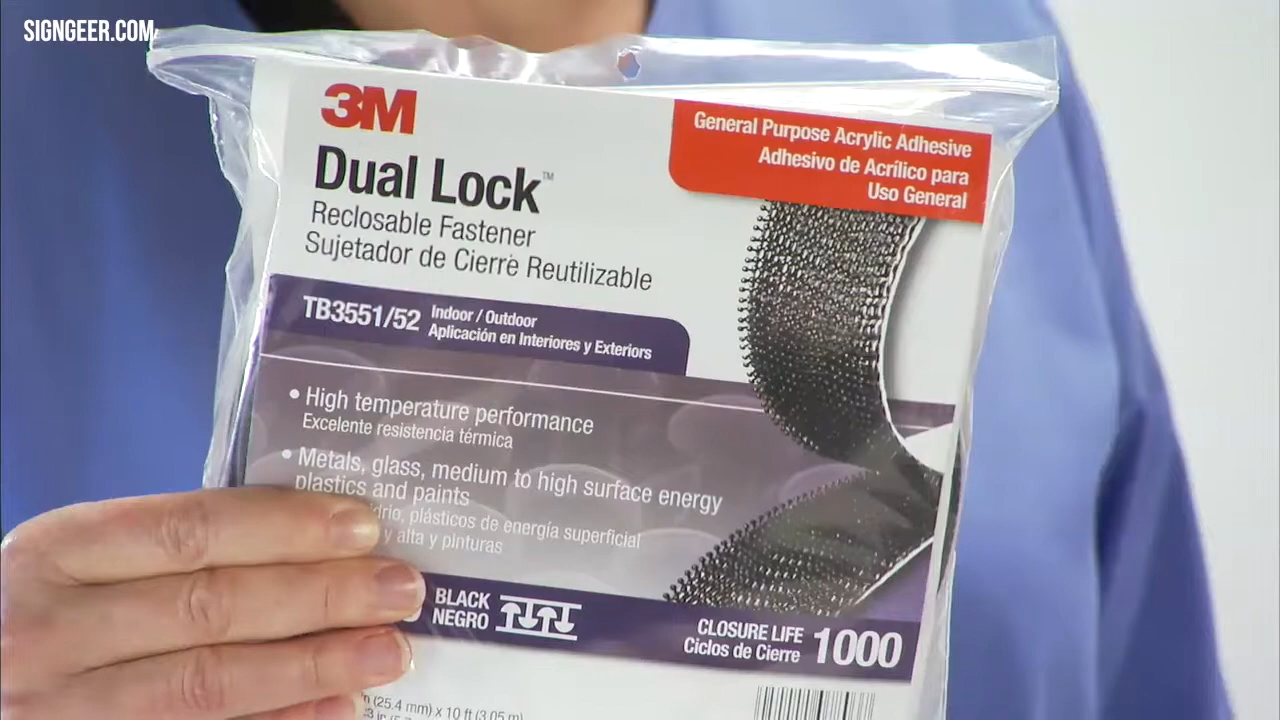 SIGNGEER.COM
3M
General Purpose Acrylic Adhesive
Adhesivo de Acrílico para
Uso General
Dual Lock™
Reclosable Fastener
Sujetador de Cierre Reutilizable
TB3551/52
Indoor / Outdoor
Aplicación en Interiores y Exteriores
• High temperature performance
Excelente resistencia térmica
• Metals, glass, medium to high surface energy
plastics and paints
plásticos de energía superficial
y alta y pinturas
BLACK
NEGRO
CLOSURE LIFE
Ciclos de Cierre
1000
(25.4 mm) x 10 ft (3.05 m)